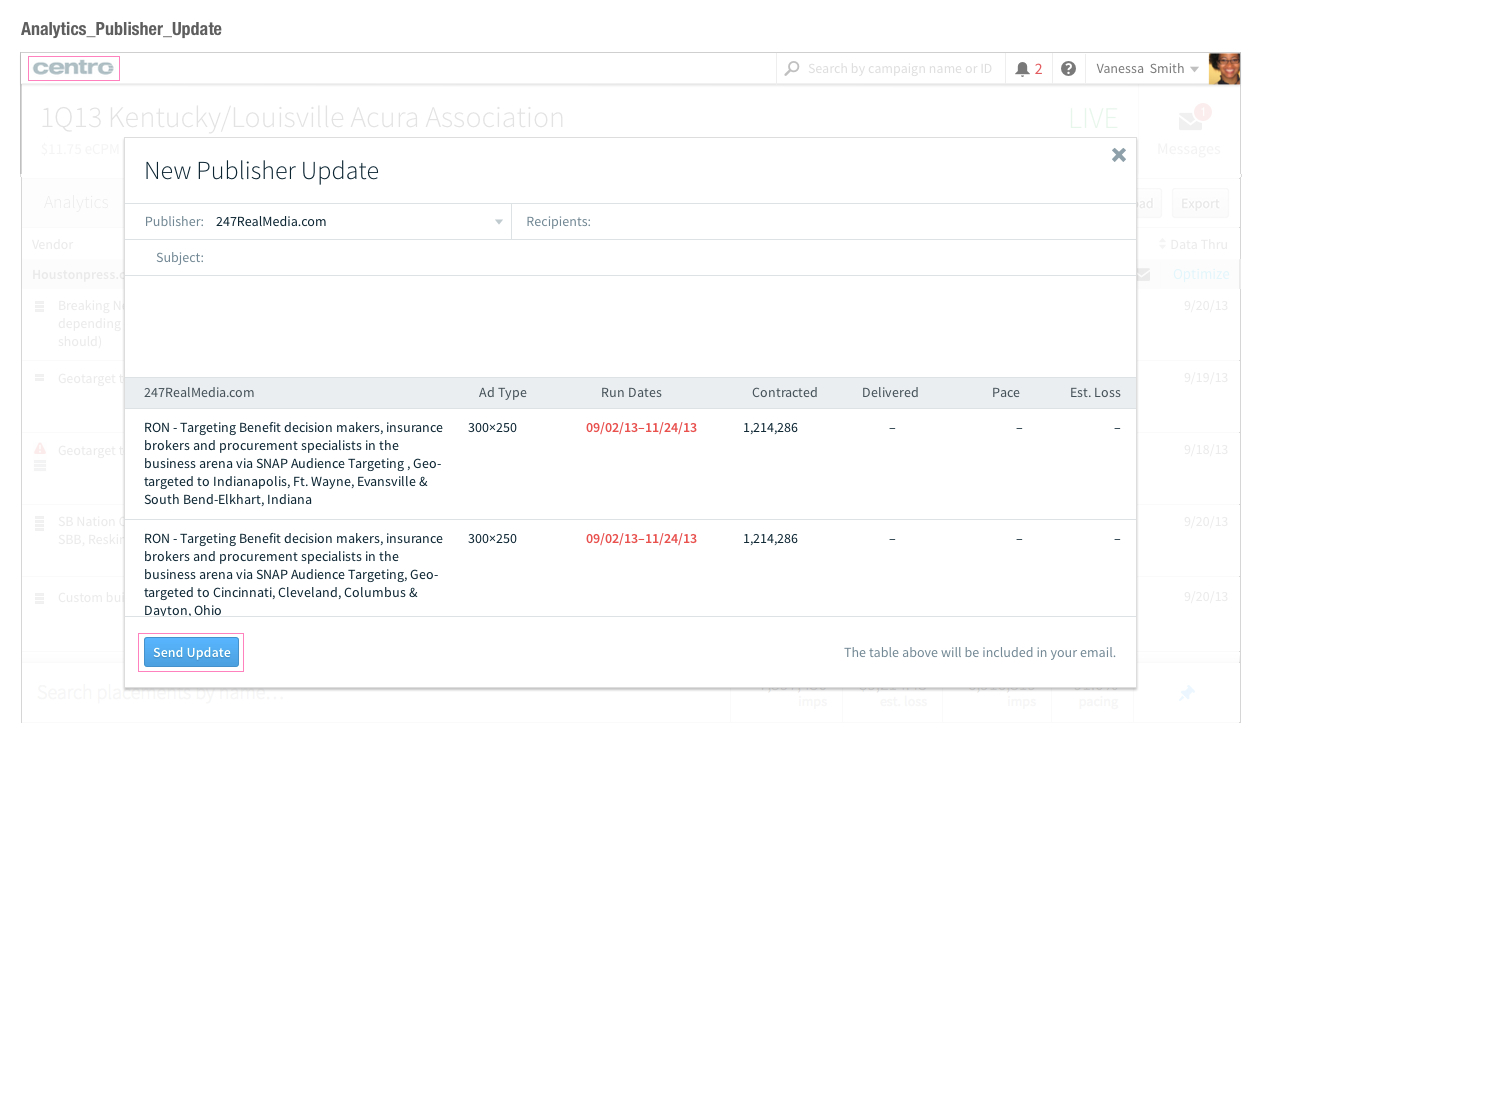 Analytics_Publisher_Update
centro
Search by campaign name or ID
2
Vanessa Smith
1Q13 Kentucky/Louisville Acura Association
LIVE
$11.75 eCPM
Messages
New Publisher Update
Analytics
Export
Publisher: 247RealMedia.com
Recipients:
Vendor
Data Thru
Subject:
Houstonpress.c
Optimize
Breaking
depending
should)
9/20/13
Geotarget
9/19/13
247RealMedia.com Ad Type Run Dates Contracted Delivered Pace Est. Loss
RON - Targeting Benefit decision makers, insurance
brokers and procurement specialists in the
business arena via SNAP Audience Targeting , Geo-
targeted to Indianapolis, Ft. Wayne, Evansville &
South Bend-Elkhart, Indiana
300×250 09/02/13–11/24/13 1,214,286 – – –
Geotarget
9/18/13
SB Nation
SBB,
9/20/13
RON - Targeting Benefit decision makers, insurance
brokers and procurement specialists in the
business arena via SNAP Audience Targeting, Geo-
targeted to Cincinnati, Cleveland, Columbus &
Dayton, Ohio
300×250 09/02/13–11/24/13 1,214,286 – – –
Custom
9/20/13
Send Update
The table above will be included in your email.
Search placements by name...
imps
est. loss
imps
pacing